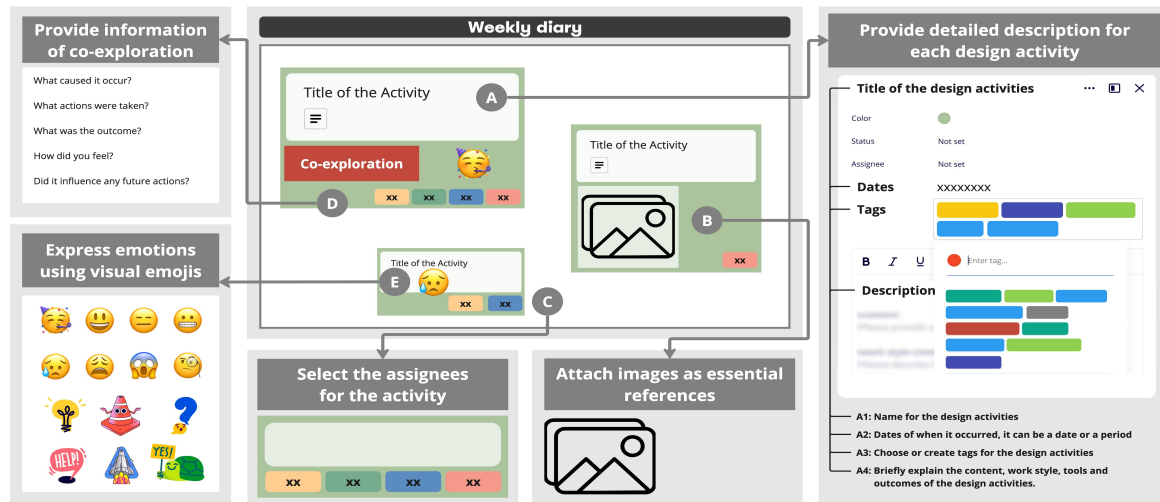 Provide information
of co-exploration
What caused it occur?
What actions were taken?
What was the outcome?
How did you feel?
Did it influence any future actions?
Express emotions
using visual emojis
HELP!
YES!
Weekly diary
Title of the Activity
A
Co-exploration
xx xx xx xx
D
Title of the Activity
B
xx
Title of the Activity
E
xx xx
C
Select the assignees
for the activity
xx xx xx xx
Attach images as essential
references
Provide detailed description for
each design activity
Title of the design activities
Color
Status Not set
Assignee Not set
Dates xxxxxxxx
Tags
B I U
Enter tag...
Description
A1: Name for the design activities
A2: Dates of when it occurred, it can be a date or a period
A3: Choose or create tags for the design activities
A4: Briefly explain the content, work style, tools and
outcomes of the design activities.